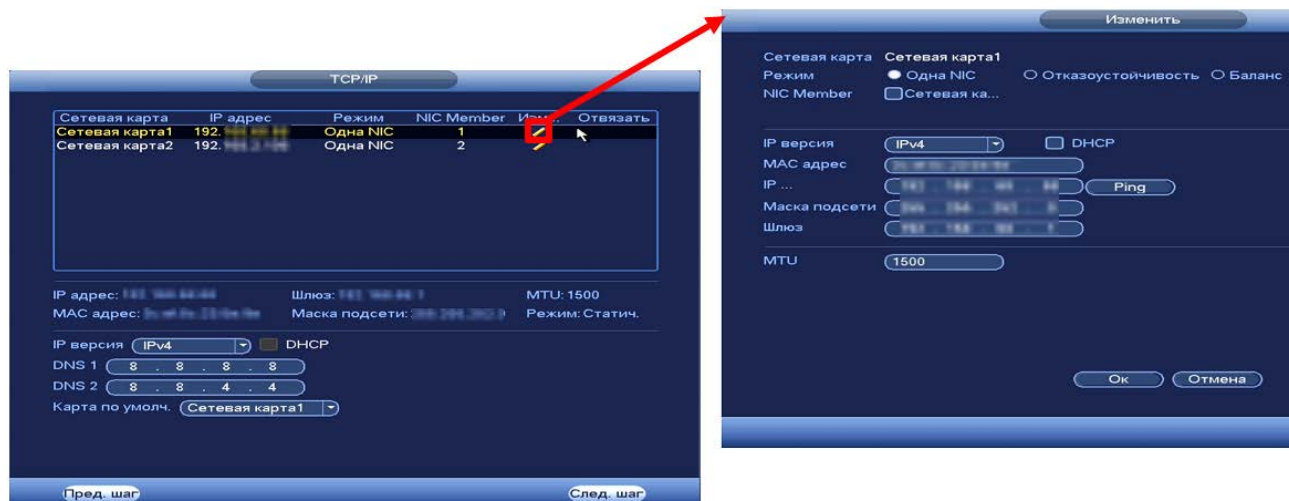 TCP/IP
Сетевая карта IP адрес Режим NIC Member Изм... Отвязать
Сетевая карта1 192. Одна NIC 1
Сетевая карта2 192. Одна NIC 2
IP адрес: Шлюз: MTU: 1500
MAC адрес: Маска подсети: Режим: Статич.
IP версия IPv4 DHCP
DNS 1 8 . 8 . 8 . 8
DNS 2 8 . 8 . 4 . 4
Карта по умолч. Сетевая карта1
Пред. шаг След. шаг
Изменить
Сетевая карта Сетевая карта1
Режим Одна NIC Отказоустойчивость Баланс
NIC Member Сетевая ка...
IP версия IPv4 DHCP
MAC адрес
IP ... Ping
Маска подсети
Шлюз
MTU 1500
Ок Отмена